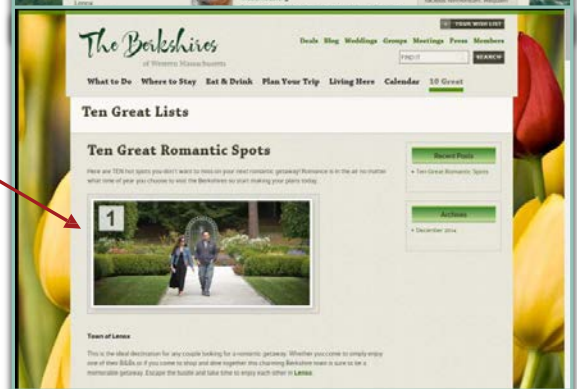 Lenox
YOUR WISH LIST
The Berkshires
of Western Massachusetts
Deals Blog Weddings Groups Meetings Press Members
SEARCH
What to Do Where to Stay Eat & Drink Plan Your Trip Living Here Calendar 10 Great
Ten Great Lists
Ten Great Romantic Spots
Here are TEN hot spots you don't want to miss on your next romantic getaway! Romance is in the air no matter
what time of year you choose to visit the Berkshires so start making your plans today.
1
Recent Posts
Ten Great Romantic Spots
Archives
December 2014
Town of Lenox
This is the ideal destination for any couple looking for a romantic getaway. Whether you come to simply enjoy
one of their B&Bs or if you come to shop and dine together this charming Berkshire town is sure to be a
memorable getaway. Escape the bustle and take time to enjoy each other in Lenox.